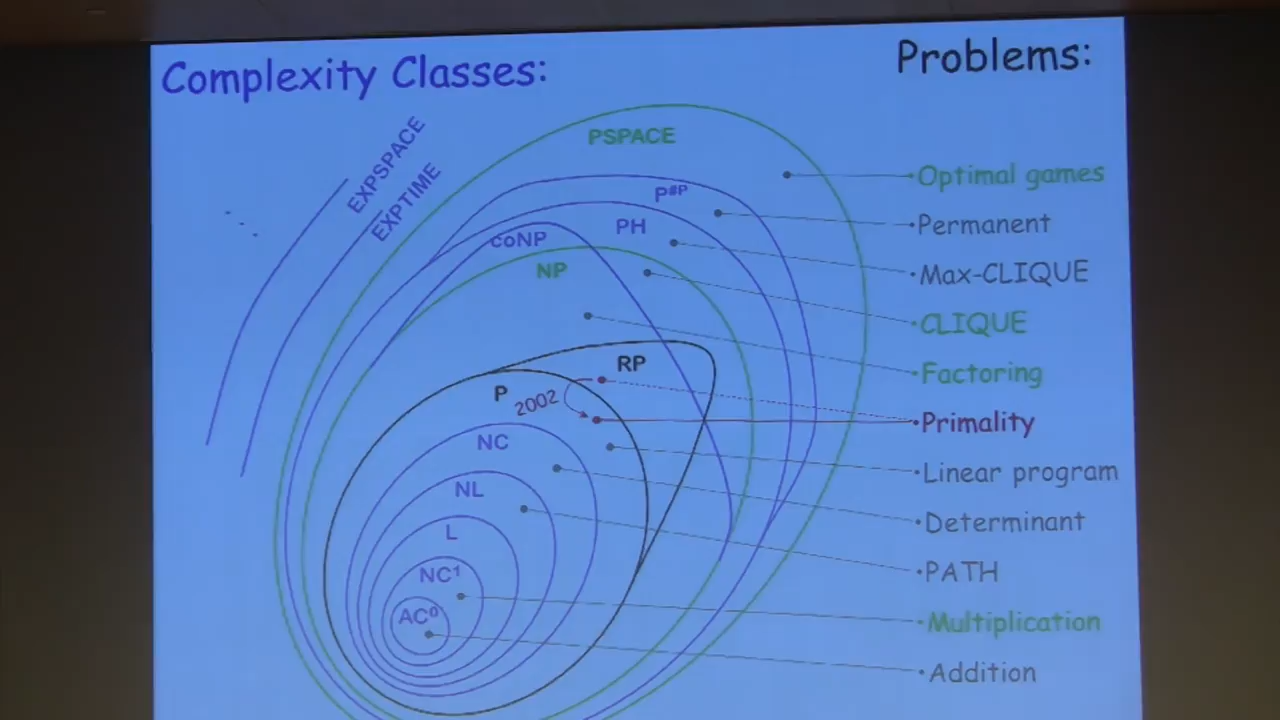 Complexity Classes:
Problems:
EXPSPACE
EXPTIME
PSPACE
P#P
PH
coNP
NP
RP
P
2002
NC
NL
L
NC¹
AC⁰
•Optimal games
•Permanent
•Max-CLIQUE
•CLIQUE
•Factoring
•Primality
•Linear program
•Determinant
•PATH
•Multiplication
•Addition